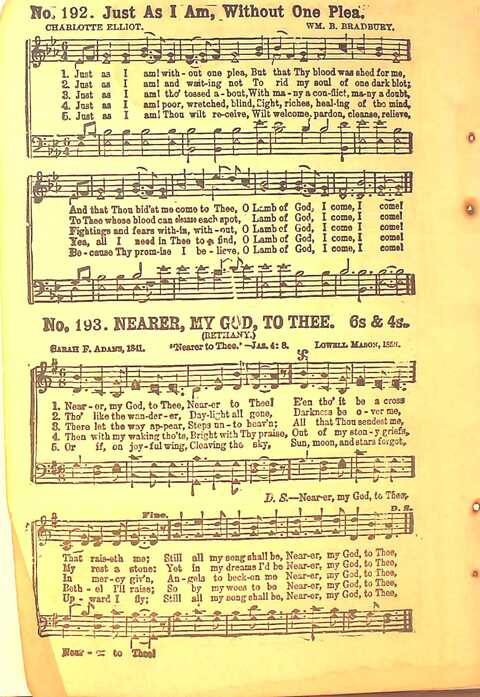 No. 192. Just As I Am, Without One Plea.
CHARLOTTE ELLIOT. WM. B. BRADBURY.
1. Just as I am! with-out one plea, But that Thy blood was shed for me,
2. Just as I am! and wait-ing not To rid my soul of one dark blot;
3. Just as I am! tho' tossed a-bout, With ma-ny a con-flict, ma-ny a doubt,
4. Just as I am! poor, wretched, blind, Sight, riches, heal-ing of the mind,
5. Just as I am! Thou wilt re-ceive, Wilt welcome, pardon, cleanse, relieve,
And that Thou bid'st me come to Thee, O Lamb of God, I come, I come!
To Thee whose blood can cleanse each spot, O Lamb of God, I come, I come!
Fightings and fears with-in, with-out, O Lamb of God, I come, I come!
Yea, all I need in Thee to find, O Lamb of God, I come, I come!
Be-cause Thy prom-ise I be-lieve, O Lamb of God, I come, I come!
No. 193. NEARER, MY GOD, TO THEE. 6s & 4s.
(BETHANY.)
SARAH F. ADAMS, 1841. "Nearer to Thee."—JAS. 4: 8. LOWELL MASON,
1. Near-er, my God, to Thee, Near-er to Thee! E'en tho' it be a cross
2. Tho' like the wan-der-er, Day-light all gone, Darkness be o-ver me,
3. There let the way ap-pear, Steps un-to heav'n; All that Thou sendest me,
4. Then with my waking tho'ts, Bright with Thy praise, Out of my ston-y griefs,
5. Or if, on joy-ful wing, Cleaving the sky, Sun, moon, and stars forgot,
D. S.—Near-er, my God, to Thee,
Fine. D. S.
That rais-eth me; Still all my song shall be, Near-er, my God, to Thee,
My rest a stone; Yet in my dreams I'd be Near-er, my God, to Thee,
In mer-cy giv'n, An-gels to beck-on me Near-er, my God, to Thee,
Beth-el I'll raise; So by my woes to be Near-er, my God, to Thee,
Up-ward I fly; Still all my song shall be, Near-er, my God, to Thee,
Near-er to Thee!